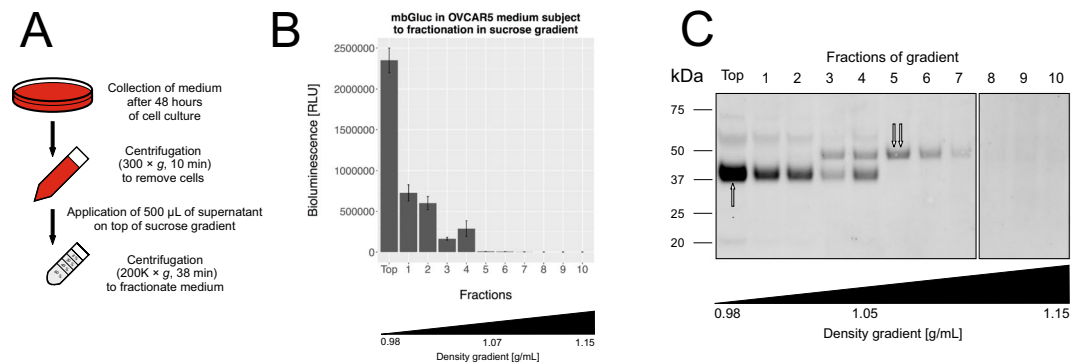 A
Collection of medium
after 48 hours
of cell culture
Centrifugation
(300 × g, 10 min)
to remove cells
Application of 500 µL of supernatant
on top of sucrose gradient
Centrifugation
(200K × g, 38 min)
to fractionate medium
B
mbGluc in OVCAR5 medium subject
to fractionation in sucrose gradient
Bioluminescence [RLU]
2500000
2000000
1500000
1000000
500000
0
Top 1 2 3 4 5 6 7 8 9 10
Fractions
0.98 1.07 1.15
Density gradient [g/mL]
C
Fractions of gradient
kDa Top 1 2 3 4 5 6 7 8 9 10
75
50
37
25
20
0.98 1.05 1.15
Density gradient [g/mL]